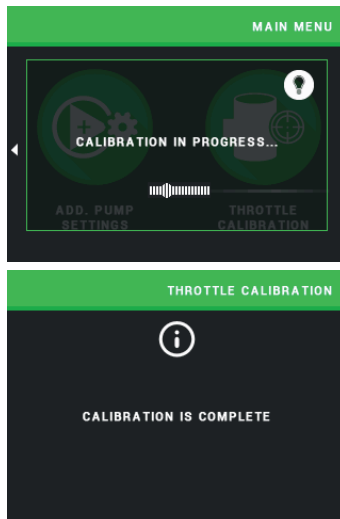 MAIN MENU
CALIBRATION IN PROGRESS...
ADD. PUMP
SETTINGS
THROTTLE
CALIBRATION
THROTTLE CALIBRATION
CALIBRATION IS COMPLETE